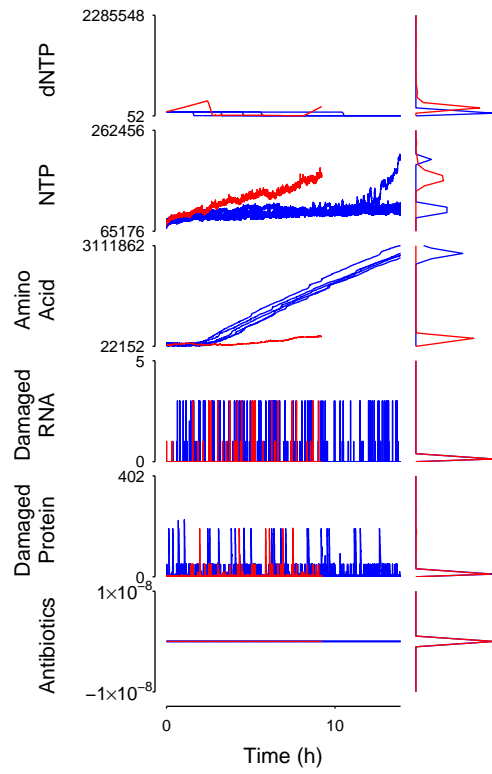 2285548
dNTP
52
262456
NTP
65176
3111862
Amino
Acid
22152
5
Damaged
RNA
0
402
Damaged
Protein
0
1×10⁻⁸
Antibiotics
−1×10⁻⁸
0 10
Time (h)